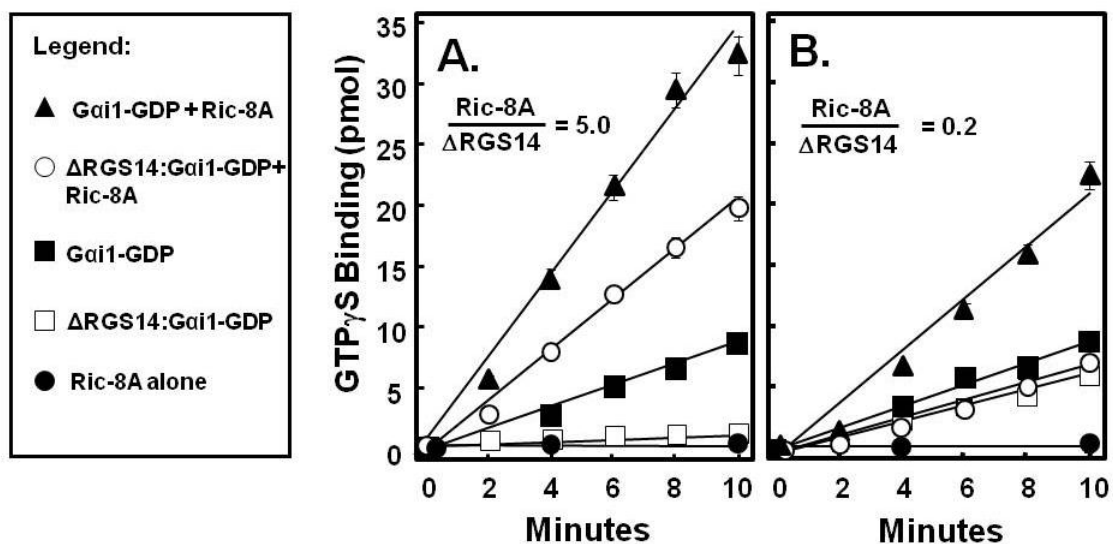 Legend:
Gαi1-GDP + Ric-8A
ΔRGS14:Gαi1-GDP+
Ric-8A
Gαi1-GDP
ΔRGS14:Gαi1-GDP
Ric-8A alone
GTPγS Binding (pmol)
35
30
25
20
15
10
5
0
A.
Ric-8A
ΔRGS14
= 5.0
0 2 4 6 8 10
Minutes
B.
Ric-8A
ΔRGS14
= 0.2
0 2 4 6 8 10
Minutes